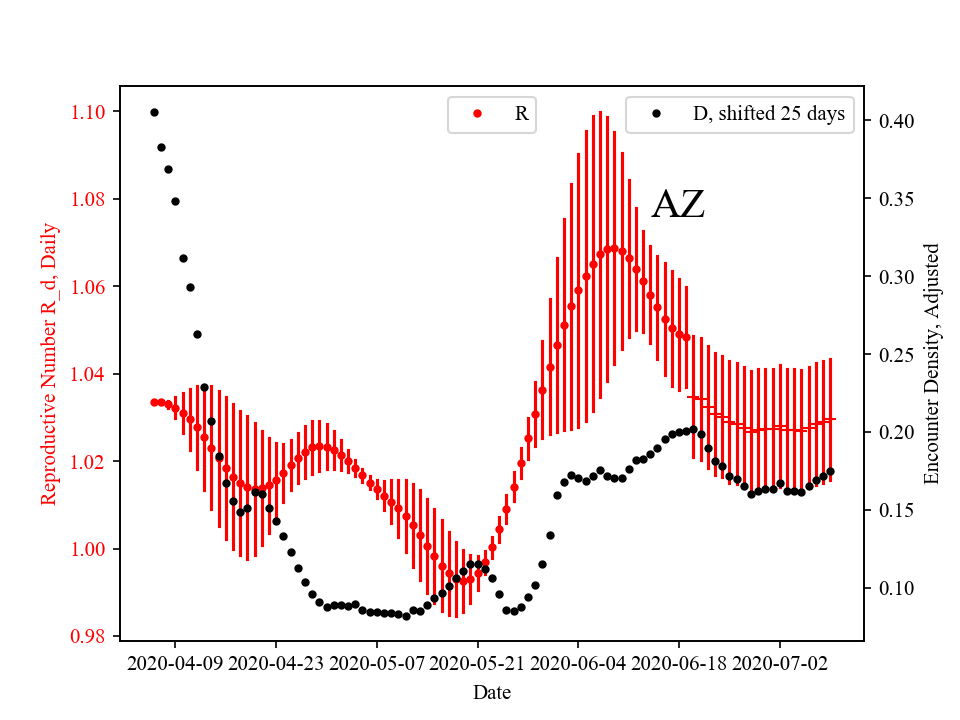 R
D, shifted 25 days
AZ
Reproductive Number R_d, Daily
1.10
1.08
1.06
1.04
1.02
1.00
0.98
0.40
0.35
0.30
0.25
0.20
0.15
0.10
Encounter Density, Adjusted
2020-04-09 2020-04-23 2020-05-07 2020-05-21 2020-06-04 2020-06-18 2020-07-02
Date